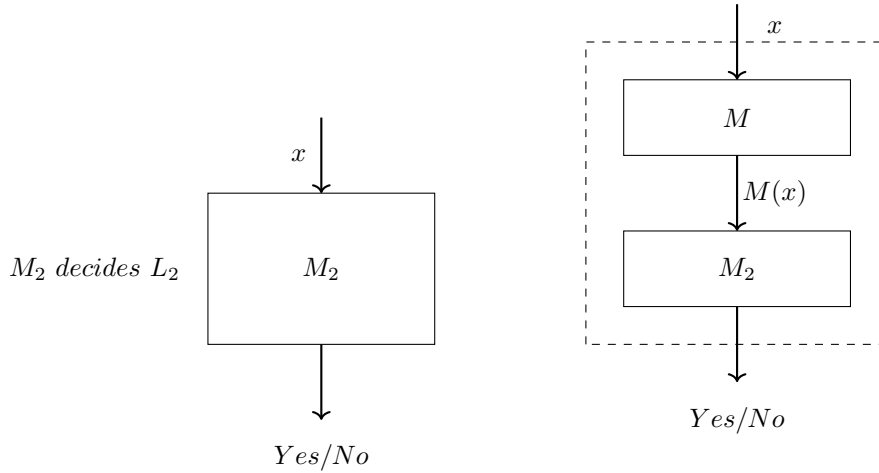 x
M₂ decides L₂
M₂
Yes/No
x
M
M(x)
M₂
Yes/No